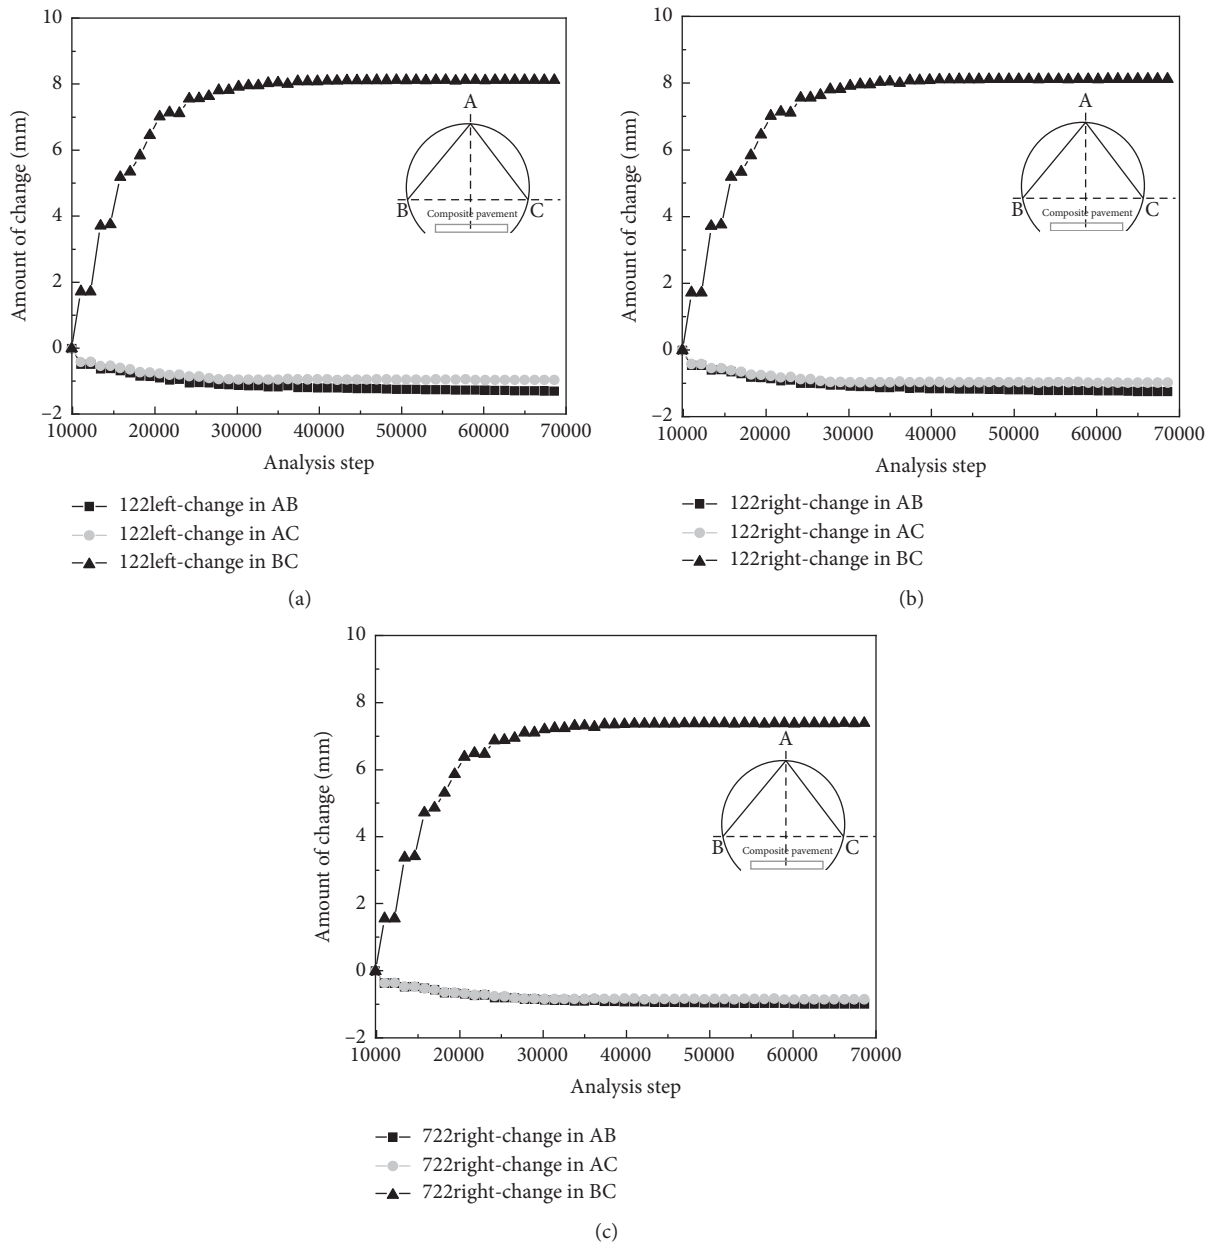 10
8
6
4
2
0
−2
Amount of change (mm)
A
B
C
Composite pavement
10000 20000 30000 40000 50000 60000 70000
Analysis step
122left-change in AB
122left-change in AC
122left-change in BC
(a)
10
8
6
4
2
0
−2
Amount of change (mm)
A
B
C
Composite pavement
10000 20000 30000 40000 50000 60000 70000
Analysis step
122right-change in AB
122right-change in AC
122right-change in BC
(b)
10
8
6
4
2
0
−2
Amount of change (mm)
A
B
C
Composite pavement
10000 20000 30000 40000 50000 60000 70000
Analysis step
722right-change in AB
722right-change in AC
722right-change in BC
(c)